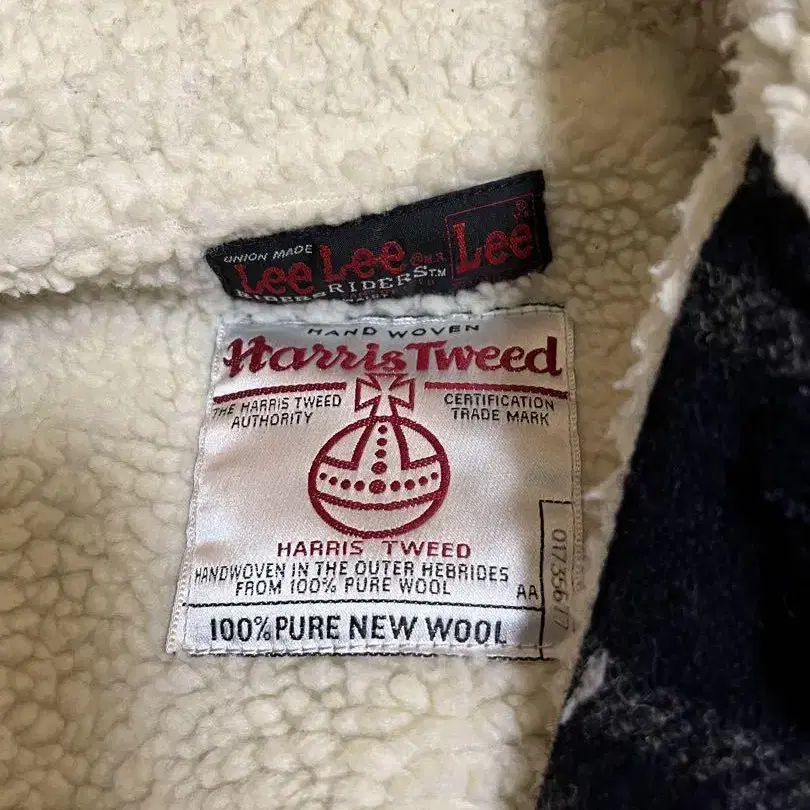 UNION MADE
Lee Lee ® M.R. Lee ®
RIDERS RIDERS T.M.
HAND WOVEN
Harris Tweed
THE HARRIS TWEED
AUTHORITY
CERTIFICATION
TRADE MARK
HARRIS TWEED
HANDWOVEN IN THE OUTER HEBRIDES
FROM 100% PURE WOOL
AA
100% PURE NEW WOOL